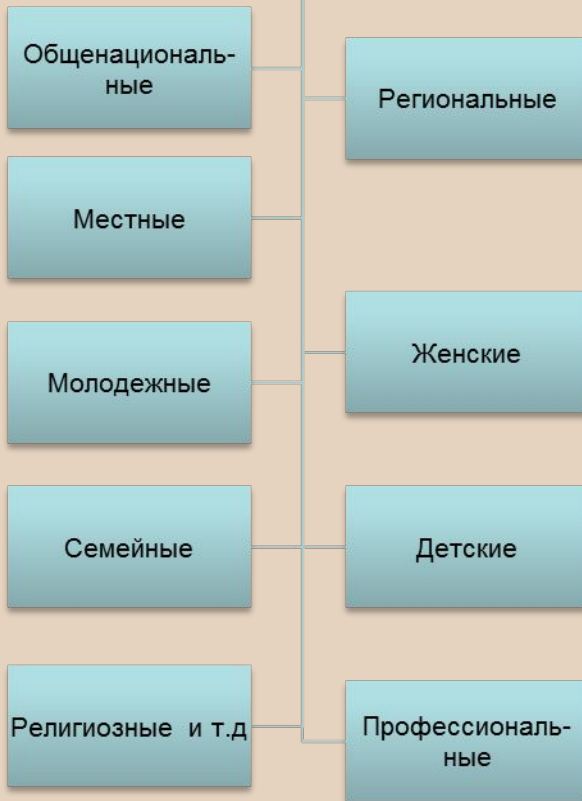 Общенациональ-
ные
Региональные
Местные
Женские
Молодежные
Семейные
Детские
Религиозные и т.д
Профессиональ-
ные